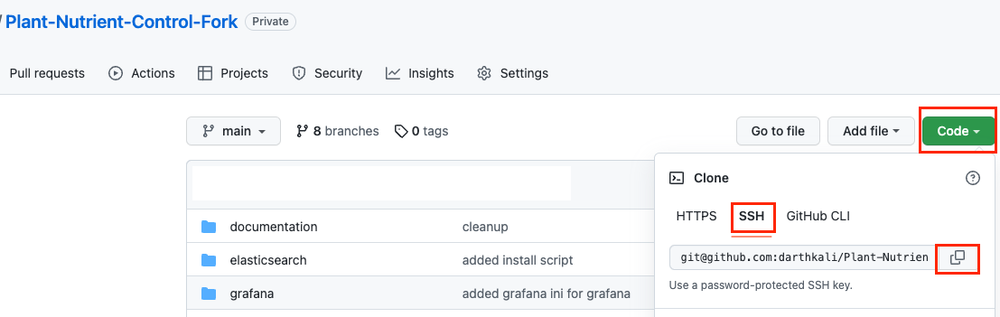 / Plant-Nutrient-Control-Fork Private
Pull requests Actions Projects Security Insights Settings
main 8 branches 0 tags Go to file Add file Code
Clone
HTTPS SSH GitHub CLI
git@github.com:darthkali/Plant-Nutrien
Use a password-protected SSH key.
documentation cleanup
elasticsearch added install script
grafana added grafana ini for grafana